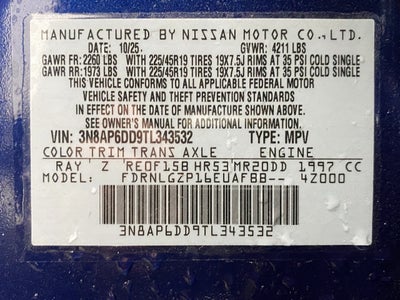 MANUFACTURED BY NISSAN MOTOR CO.,LTD.
DATE: 10/25. GVWR: 4211 LBS
GAWR FR: 2260 LBS WITH 225/45R19 TIRES 19X7.5J RIMS AT 35 PSI COLD SINGLE
GAWR RR: 1973 LBS WITH 225/45R19 TIRES 19X7.5J RIMS AT 35 PSI COLD SINGLE
THIS VEHICLE CONFORMS TO ALL APPLICABLE FEDERAL MOTOR
VEHICLE SAFETY AND THEFT PREVENTION STANDARDS
IN EFFECT ON THE DATE OF MANUFACTURE SHOWN ABOVE.
SEE OWNER'S MANUAL OR ADDITIONAL INFORMATION.
VIN: 3N8AP6DD9TL343532 TYPE: MPV
COLOR TRIM TRANS AXLE ENGINE
RAY Z RE0F15B HR53 MR20DD 1997 CC
MODEL: FDRNLGZP16EUAFBB-- 4Z000
3N8AP6DD9TL343532